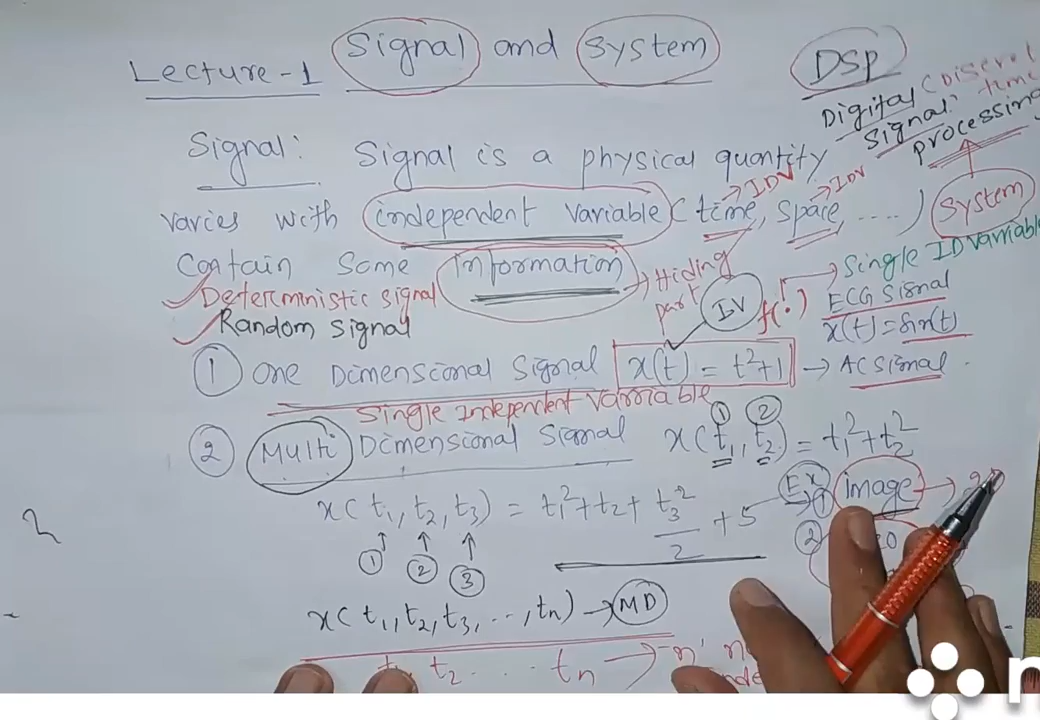 Lecture-1 Signal and System
DSP
Digital (Discrete time
Signal
Processing
Signal: Signal is a physical quantity
→IDV →IDV
varies with independent variable (time, space, ....)
System
Contain some Information → Hiding part
→ Single ID variable
Deterministic signal
Random signal
IV f(.)
ECG Signal
x(t)=sin(t)
① One Dimensional Signal x(t) = t²+1 → AC Signal
Single Independent Variable
① ②
② Multi Dimensional Signal x(t₁, t₂) = t₁²+t₂²
x(t₁, t₂, t₃) = t₁²+t₂+ t₃²/2 +5
Ex ① image →
① ② ③
②
x(t₁, t₂, t₃, .., tn) → MD
t₂ .. tn → 'n'